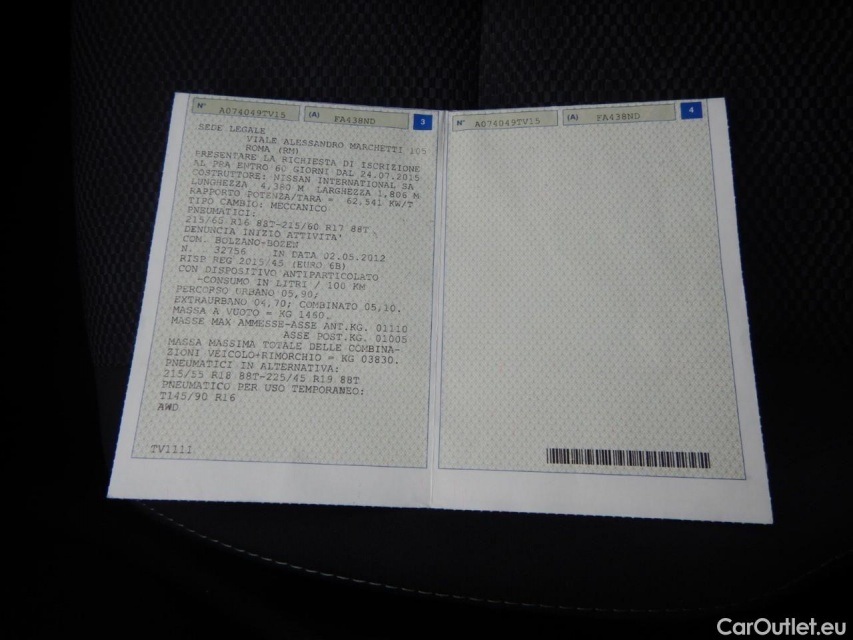 N° A074049TV15 (A) FA438ND 3
SEDE LEGALE
VIALE ALESSANDRO MARCHETTI 105
ROMA (RM)
PRESENTARE LA RICHIESTA DI ISCRIZIONE
AL PRA ENTRO 60 GIORNI DAL 24.07.2015
COSTRUTTORE: NISSAN INTERNATIONAL SA
LUNGHEZZA 4,380 M LARGHEZZA 1,806 M
RAPPORTO POTENZA/TARA = 62,541 KW/T
TIPO CAMBIO: MECCANICO
PNEUMATICI:
215/65 R16 88T-215/60 R17 88T
DENUNCIA INIZIO ATTIVITA'
COM. BOLZANO-BOZEN
N. 32756 IN DATA 02.05.2012
RISP REG 2015/45 (EURO 6B)
CON DISPOSITIVO ANTIPARTICOLATO
-CONSUMO IN LITRI / 100 KM
PERCORSO URBANO 05,90;
EXTRAURBANO 04,70; COMBINATO 05,10.
MASSA A VUOTO = KG 1460.
MASSE MAX AMMESSE-ASSE ANT.KG. 01110
ASSE POST.KG. 01005
MASSA MASSIMA TOTALE DELLE COMBINA-
ZIONI VEICOLO+RIMORCHIO = KG 03830.
PNEUMATICI IN ALTERNATIVA:
215/55 R18 88T-225/45 R19 88T
PNEUMATICO PER USO TEMPORANEO:
T145/90 R16
AWD
TV111I
N° A074049TV15 (A) FA438ND 4
CarOutlet.eu